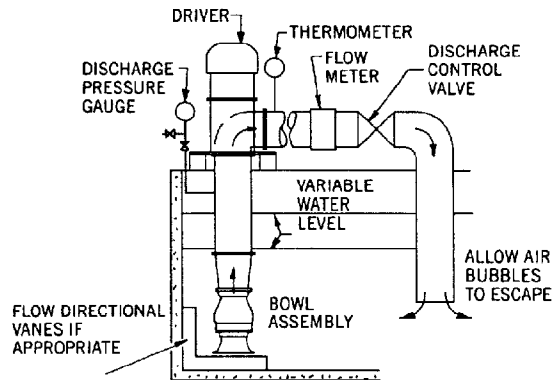 DRIVER
THERMOMETER
DISCHARGE
PRESSURE
GAUGE
FLOW
METER
DISCHARGE
CONTROL
VALVE
VARIABLE
WATER
LEVEL
ALLOW AIR
BUBBLES
TO ESCAPE
BOWL
ASSEMBLY
FLOW DIRECTIONAL
VANES IF
APPROPRIATE